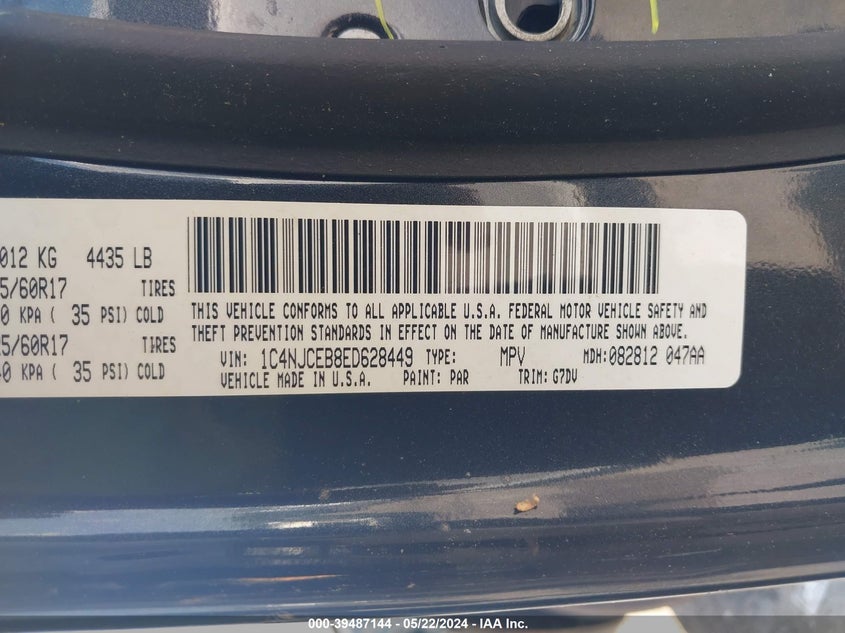 012 KG 4435 LB
5/60R17 TIRES
0 KPA ( 35 PSI) COLD
5/60R17 TIRES
40 KPA ( 35 PSI) COLD
THIS VEHICLE CONFORMS TO ALL APPLICABLE U.S.A. FEDERAL MOTOR VEHICLE SAFETY AND
THEFT PREVENTION STANDARDS IN EFFECT ON THE DATE OF MANUFACTURE SHOWN ABOVE.
VIN: 1C4NJCEB8ED628449 TYPE: MPV MDH: 082812 047AA
VEHICLE MADE IN U.S.A. PAINT: PAR TRIM: G7DV
000-39487144 - 05/22/2024 - IAA Inc.